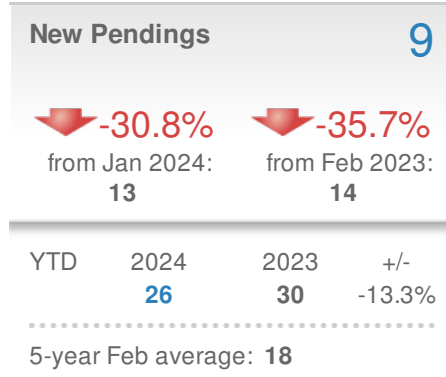 New Pendings 9
-30.8% -35.7%
from Jan 2024: from Feb 2023:
13 14
YTD 2024 2023 +/-
26 30 -13.3%
5-year Feb average: 18